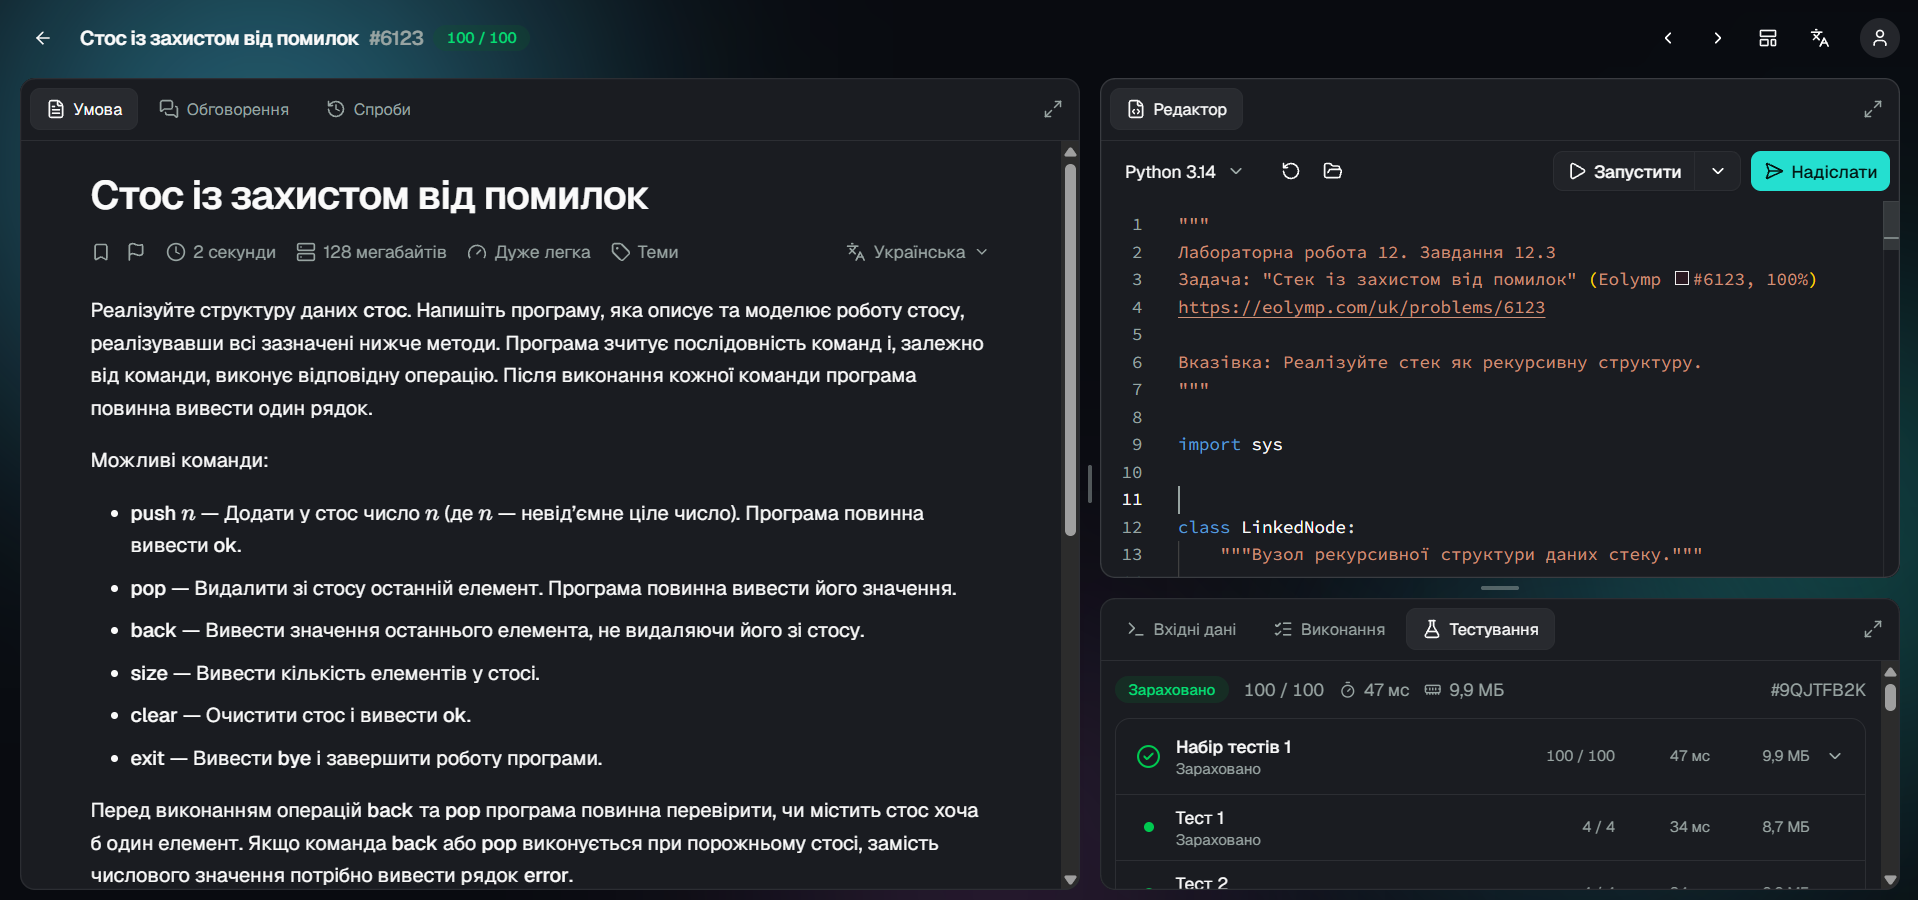 Стос із захистом від помилок #6123 100 / 100
Умова Обговорення Спроби
Стос із захистом від помилок
2 секунди 128 мегабайтів Дуже легка Теми Українська
Реалізуйте структуру даних стос. Напишіть програму, яка описує та моделює роботу стосу,
реалізувавши всі зазначені нижче методи. Програма зчитує послідовність команд і, залежно
від команди, виконує відповідну операцію. Після виконання кожної команди програма
повинна вивести один рядок.
Можливі команди:
• push n — Додати у стос число n (де n — невід’ємне ціле число). Програма повинна
вивести ok.
• pop — Видалити зі стосу останній елемент. Програма повинна вивести його значення.
• back — Вивести значення останнього елемента, не видаляючи його зі стосу.
• size — Вивести кількість елементів у стосі.
• clear — Очистити стос і вивести ok.
• exit — Вивести bye і завершити роботу програми.
Перед виконанням операцій back та pop програма повинна перевірити, чи містить стос хоча
б один елемент. Якщо команда back або pop виконується при порожньому стосі, замість
числового значення потрібно вивести рядок error.
Редактор
Python 3.14 Запустити Надіслати
1 """
2 Лабораторна робота 12. Завдання 12.3
3 Задача: "Стек із захистом від помилок" (Eolymp #6123, 100%)
4 https://eolymp.com/uk/problems/6123
5
6 Вказівка: Реалізуйте стек як рекурсивну структуру.
7 """
8
9 import sys
10
11
12 class LinkedNode:
13 """Вузол рекурсивної структури даних стеку."""
Вхідні дані Виконання Тестування
Зараховано 100 / 100 47 мс 9,9 МБ #9QJTFB2K
Набір тестів 1 100 / 100 47 мс 9,9 МБ
Зараховано
Тест 1 4 / 4 34 мс 8,7 МБ
Зараховано
Тест 2